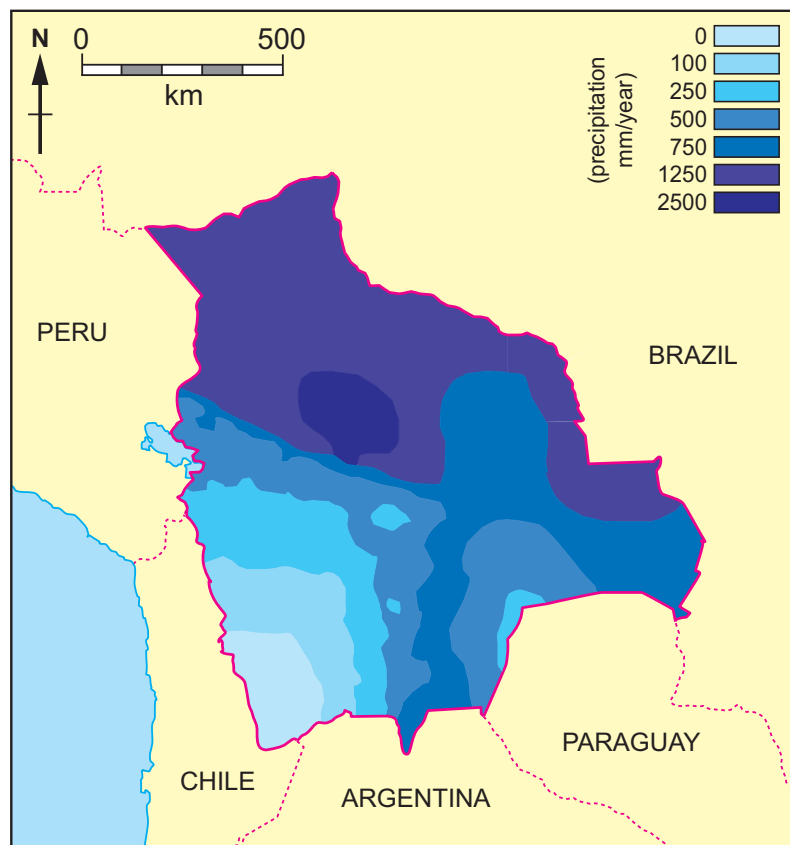 N
0 500
km
(precipitation
mm/year)
0
100
250
500
750
1250
2500
PERU
BRAZIL
PARAGUAY
CHILE
ARGENTINA